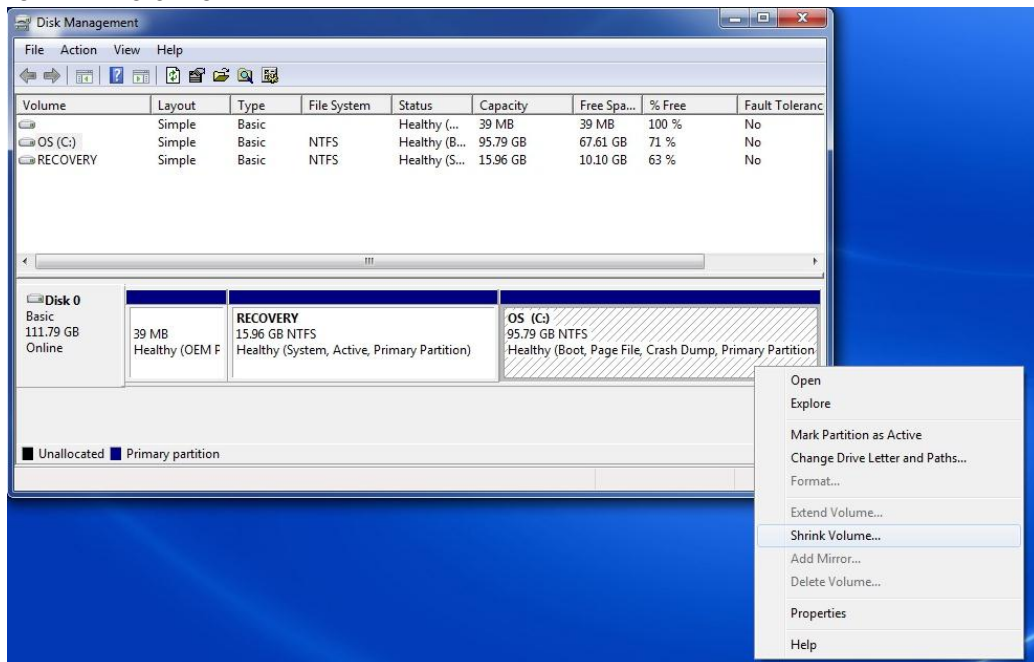 Disk Management
File Action View Help
Volume Layout Type File System Status Capacity Free Spa... % Free Fault Toleranc
Simple Basic Healthy (... 39 MB 39 MB 100 % No
OS (C:) Simple Basic NTFS Healthy (B... 95.79 GB 67.61 GB 71 % No
RECOVERY Simple Basic NTFS Healthy (S... 15.96 GB 10.10 GB 63 % No
Disk 0
Basic
111.79 GB
Online
39 MB
Healthy (OEM P
RECOVERY
15.96 GB NTFS
Healthy (System, Active, Primary Partition)
OS (C:)
95.79 GB NTFS
Healthy (Boot, Page File, Crash Dump, Primary Partition
Unallocated Primary partition
Open
Explore
Mark Partition as Active
Change Drive Letter and Paths...
Format...
Extend Volume...
Shrink Volume...
Add Mirror...
Delete Volume...
Properties
Help